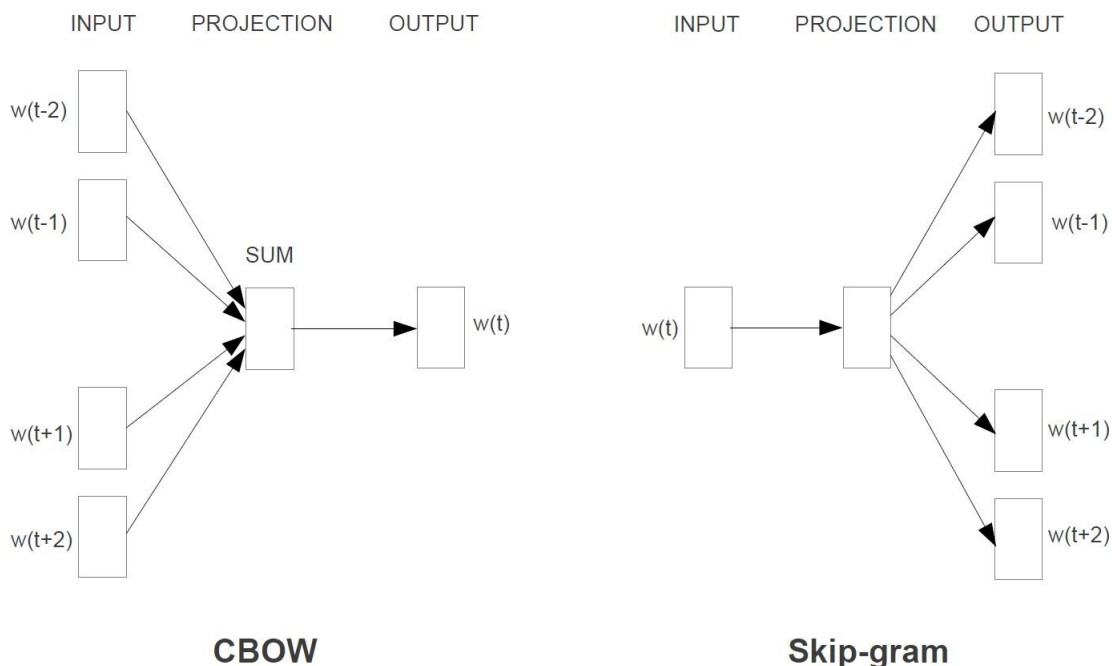 INPUT PROJECTION OUTPUT
w(t-2)
w(t-1)
SUM
w(t)
w(t+1)
w(t+2)
CBOW
INPUT PROJECTION OUTPUT
w(t-2)
w(t-1)
w(t)
w(t+1)
w(t+2)
Skip-gram